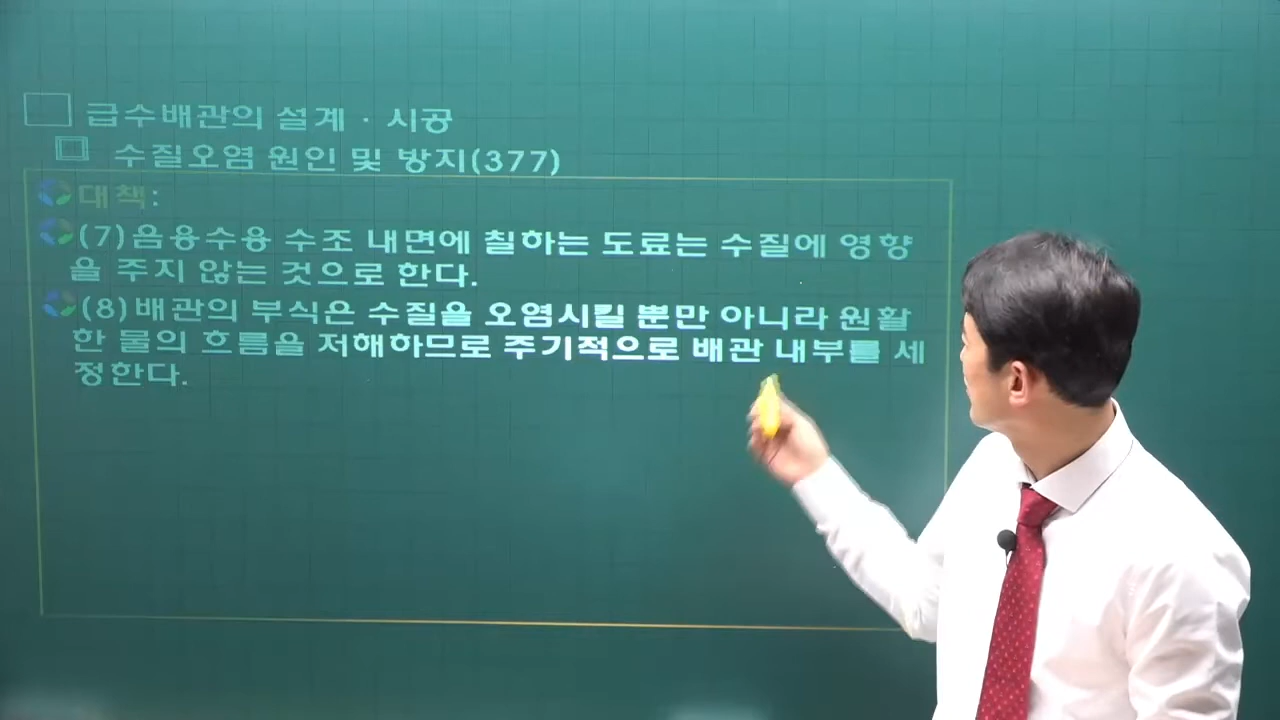 급수배관의 설계 · 시공
수질오염 원인 및 방지(377)
대책:
(7)음용수용 수조 내면에 칠하는 도료는 수질에 영향
을 주지 않는 것으로 한다.
(8)배관의 부식은 수질을 오염시킬 뿐만 아니라 원활
한 물의 흐름을 저해하므로 주기적으로 배관 내부를 세
정한다.